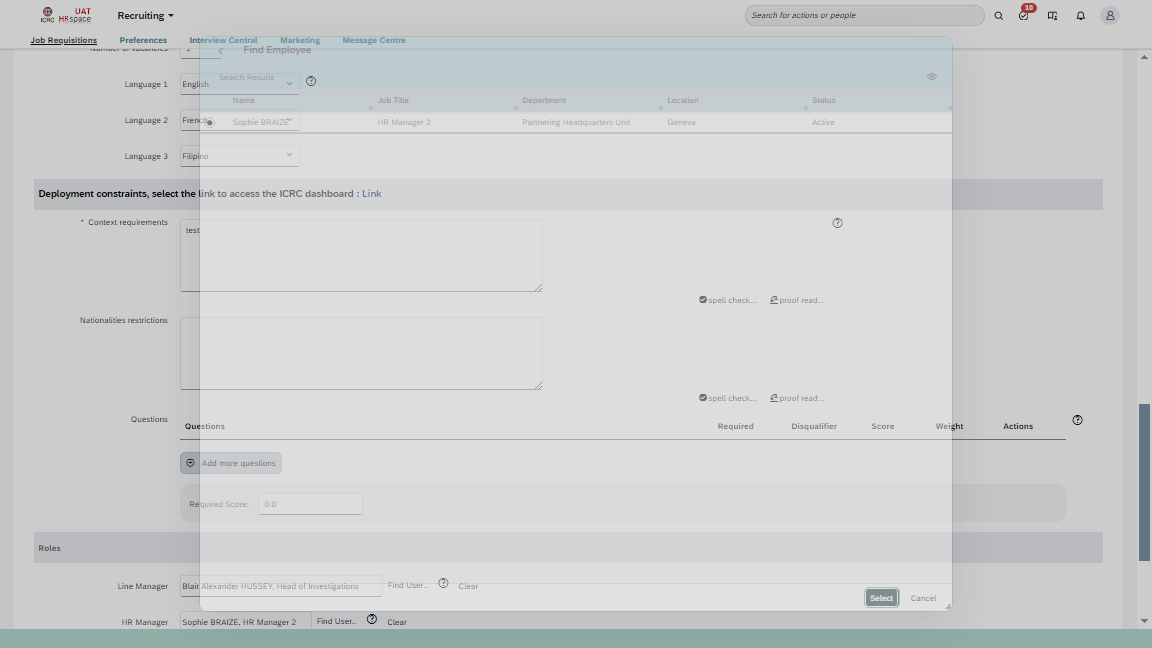 ICRC UAT HRspace Recruiting Search for actions or people 10
Job Requisitions Preferences Interview Central Marketing Message Centre
Number of vacancies 1
Find Employee
Search Results
Language 1 English
Name Job Title Department Location Status
Language 2 French
Sophie BRAIZE HR Manager 2 Partnering Headquarters Unit Geneva Active
Language 3 Filipino
Deployment constraints, select the link to access the ICRC dashboard : Link
* Context requirements test
spell check... proof read...
Nationalities restrictions
spell check... proof read...
Questions Questions Required Disqualifier Score Weight Actions
Add more questions
Required Score: 0.0
Roles
Line Manager Blair Alexander HUSSEY, Head of Investigations Find User.. Clear
Select Cancel
HR Manager Sophie BRAIZE, HR Manager 2 Find User.. Clear